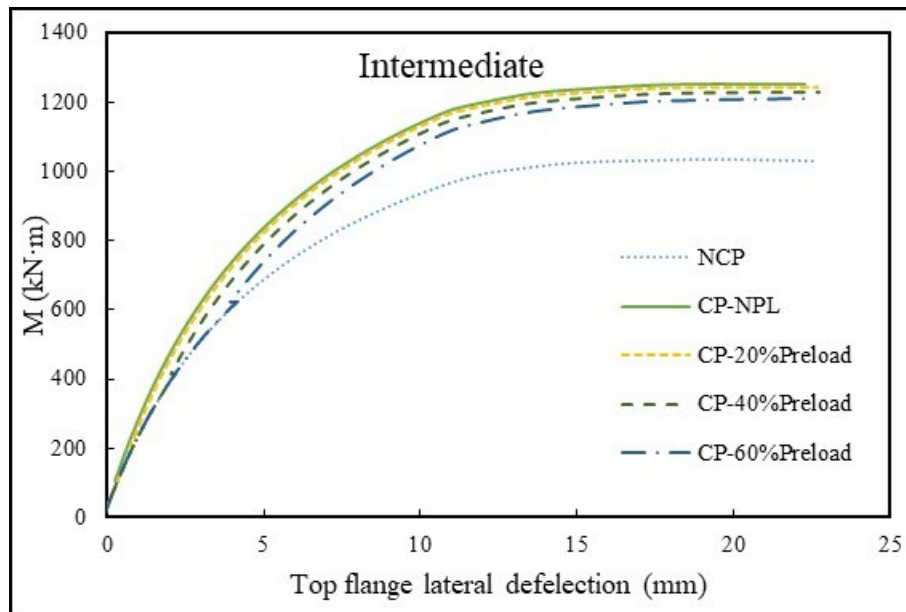 Intermediate
M (kN·m)
1400
1200
1000
800
600
400
200
0
NCP
CP-NPL
CP-20%Preload
CP-40%Preload
CP-60%Preload
0 5 10 15 20 25
Top flange lateral defelection (mm)